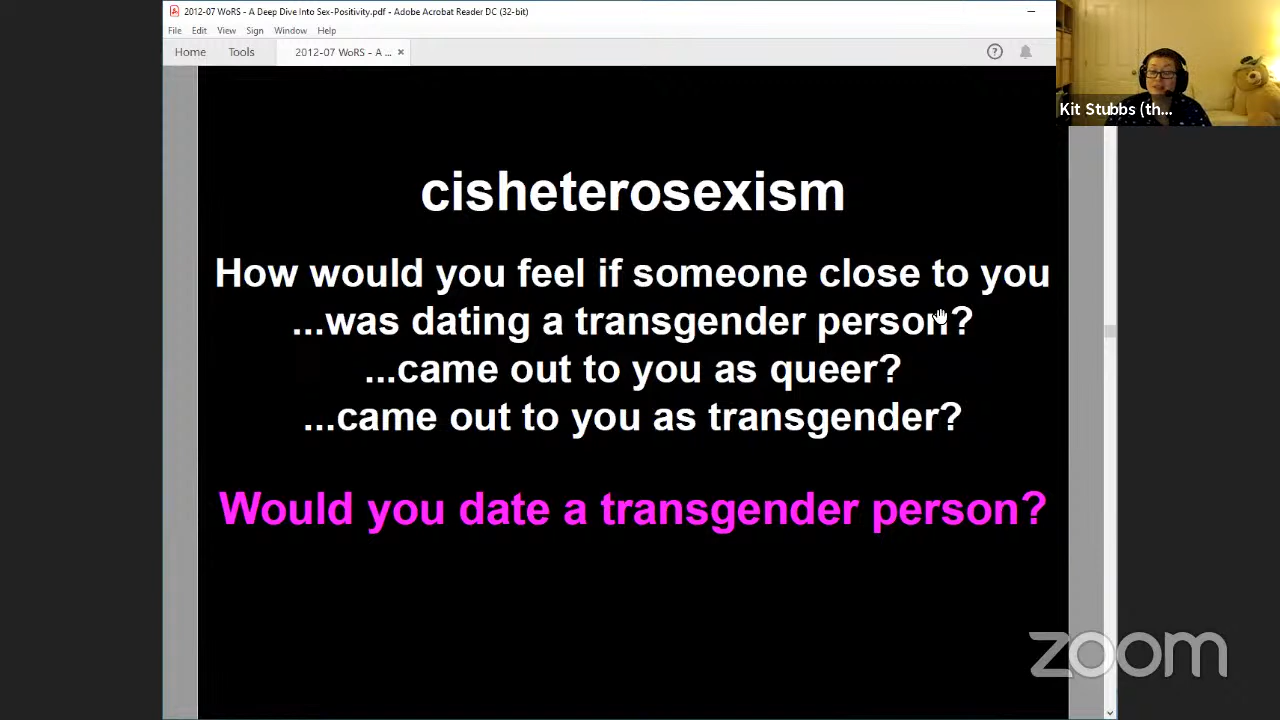 2012-07 WoRS - A Deep Dive Into Sex-Positivity.pdf - Adobe Acrobat Reader DC (32-bit)
File Edit View Sign Window Help
Home Tools 2012-07 WoRS - A ... ×
Kit Stubbs (th...
cisheterosexism
How would you feel if someone close to you
...was dating a transgender person?
...came out to you as queer?
...came out to you as transgender?
Would you date a transgender person?
zoom